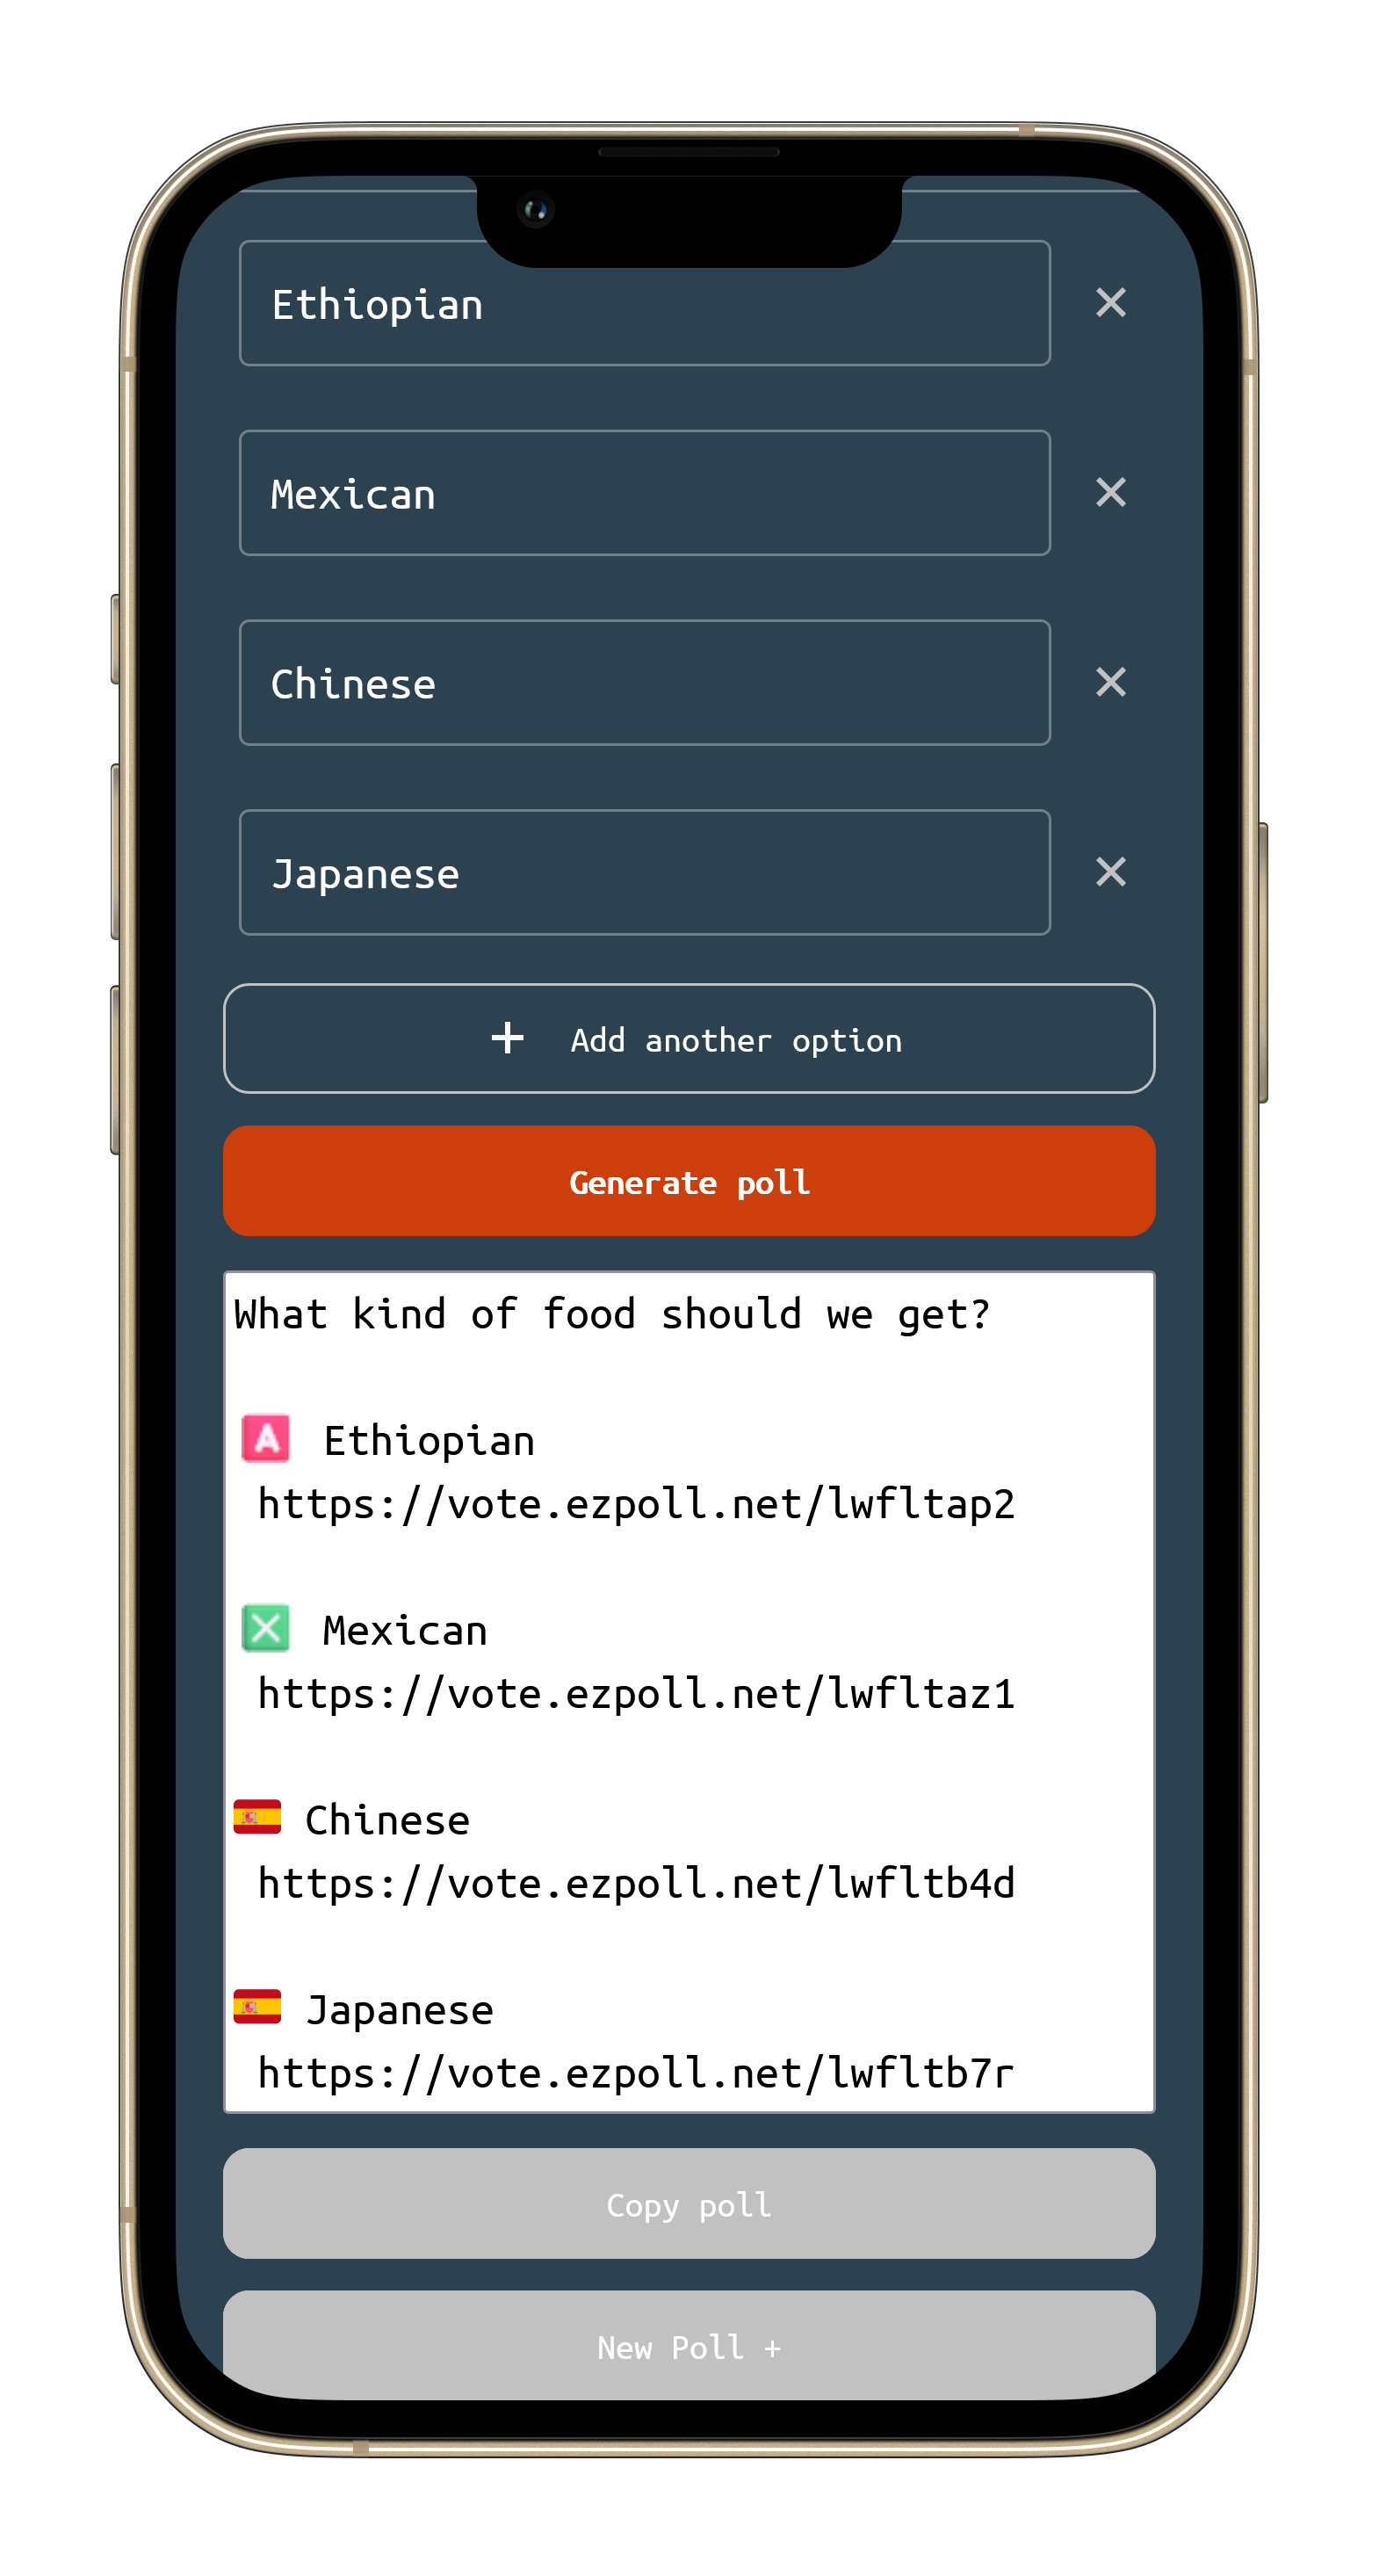 Ethiopian
Mexican
Chinese
Japanese
+ Add another option
Generate poll
What kind of food should we get?
🅰 Ethiopian
https://vote.ezpoll.net/lwfltap2
❎ Mexican
https://vote.ezpoll.net/lwfltaz1
🇪🇸 Chinese
https://vote.ezpoll.net/lwfltb4d
🇪🇸 Japanese
https://vote.ezpoll.net/lwfltb7r
Copy poll
New Poll +